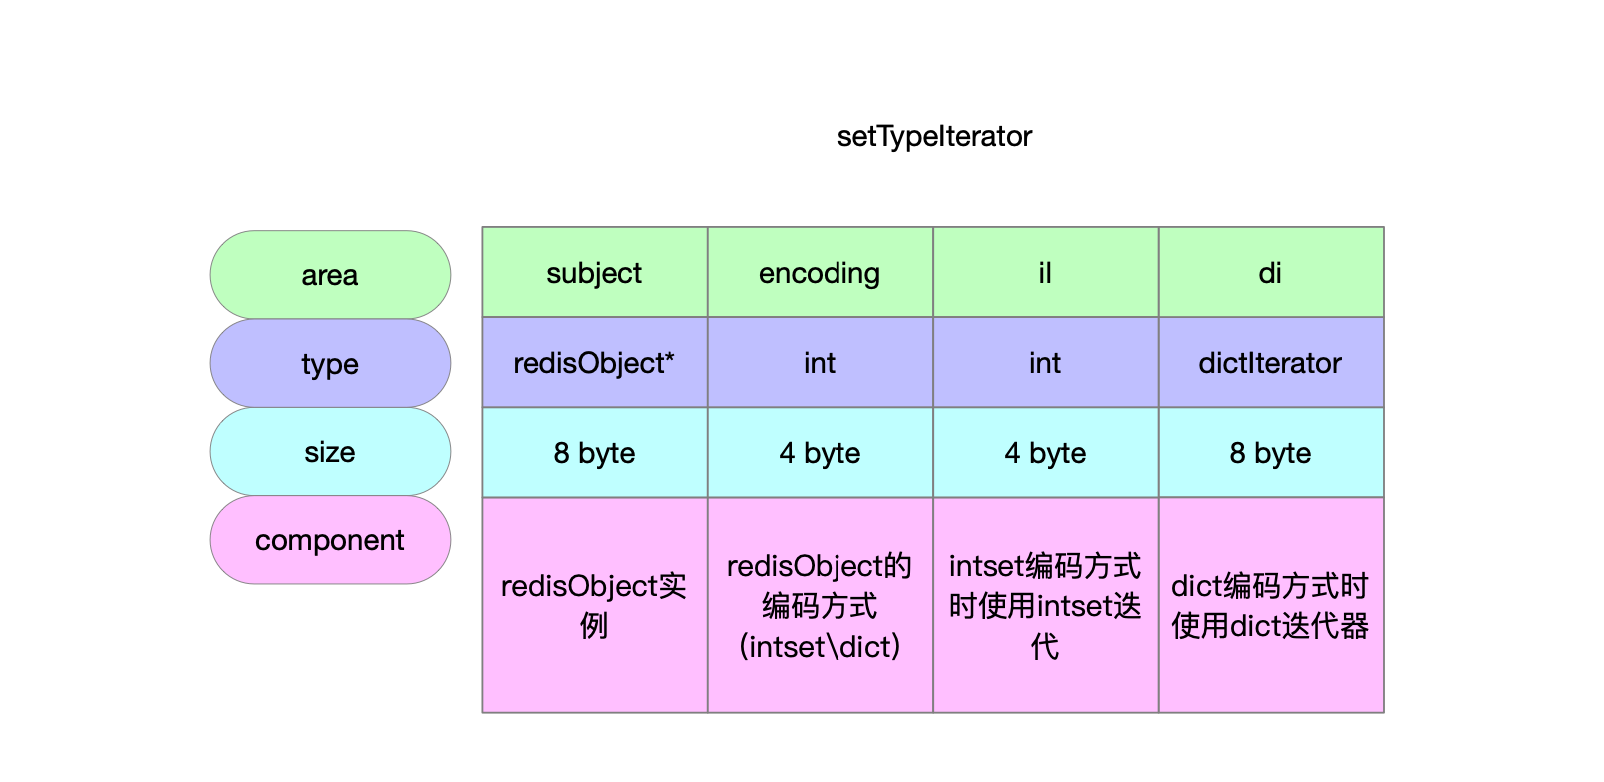 setTypeIterator
area
subject
encoding
il
di
type
redisObject*
int
int
dictIterator
size
8 byte
4 byte
4 byte
8 byte
component
redisObject实
例
redisObject的
编码方式
(intset\dict)
intset编码方式
时使用intset迭
代
dict编码方式时
使用dict迭代器